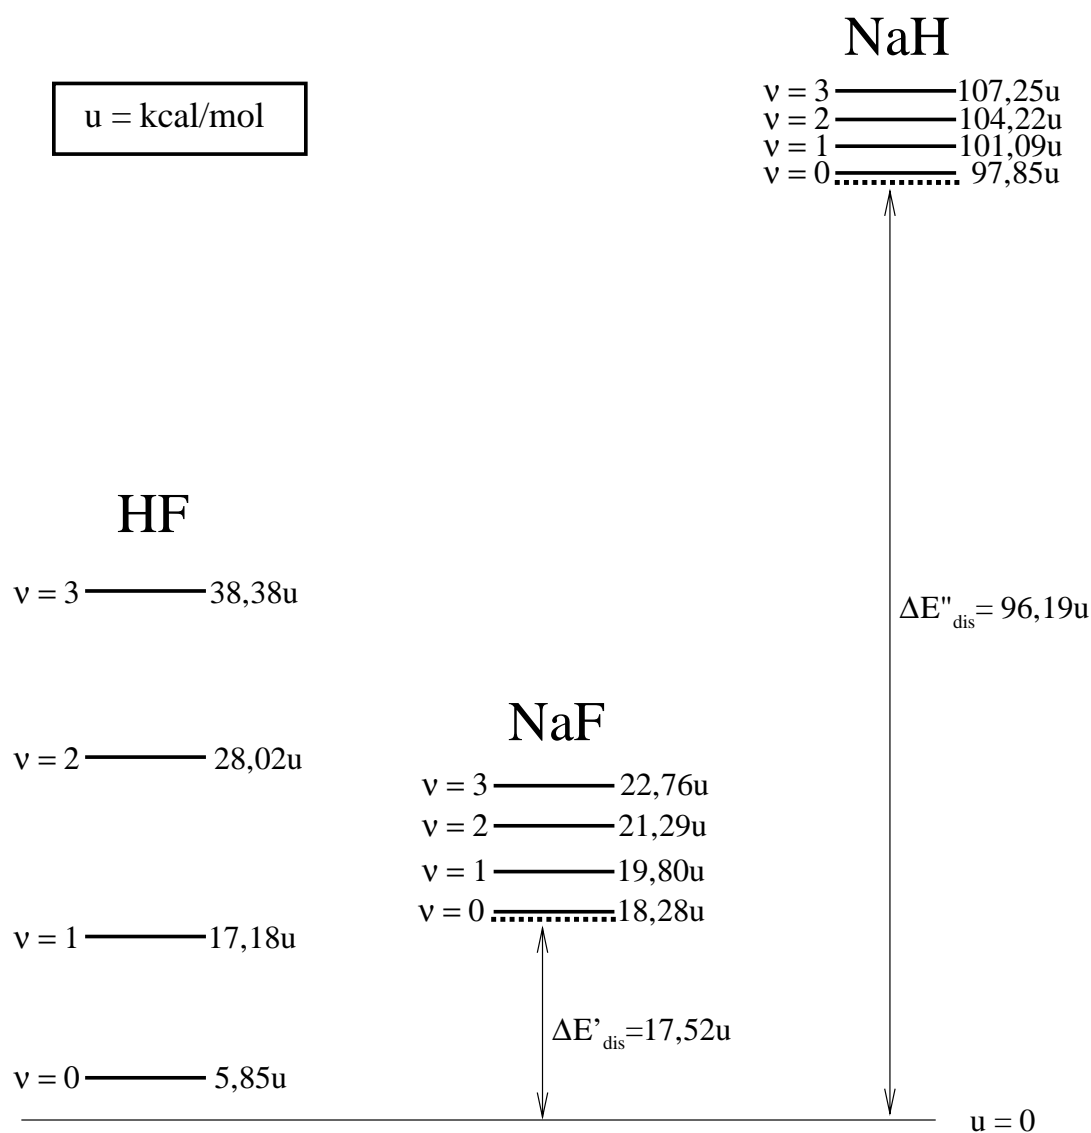 NaH
ν = 3 107,25u
ν = 2 104,22u
ν = 1 101,09u
ν = 0 97,85u
u = kcal/mol
HF
ν = 3 38,38u
ν = 2 28,02u
ν = 1 17,18u
ν = 0 5,85u
NaF
ν = 3 22,76u
ν = 2 21,29u
ν = 1 19,80u
ν = 0 18,28u
ΔE'dis=17,52u
ΔE"dis= 96,19u
u = 0